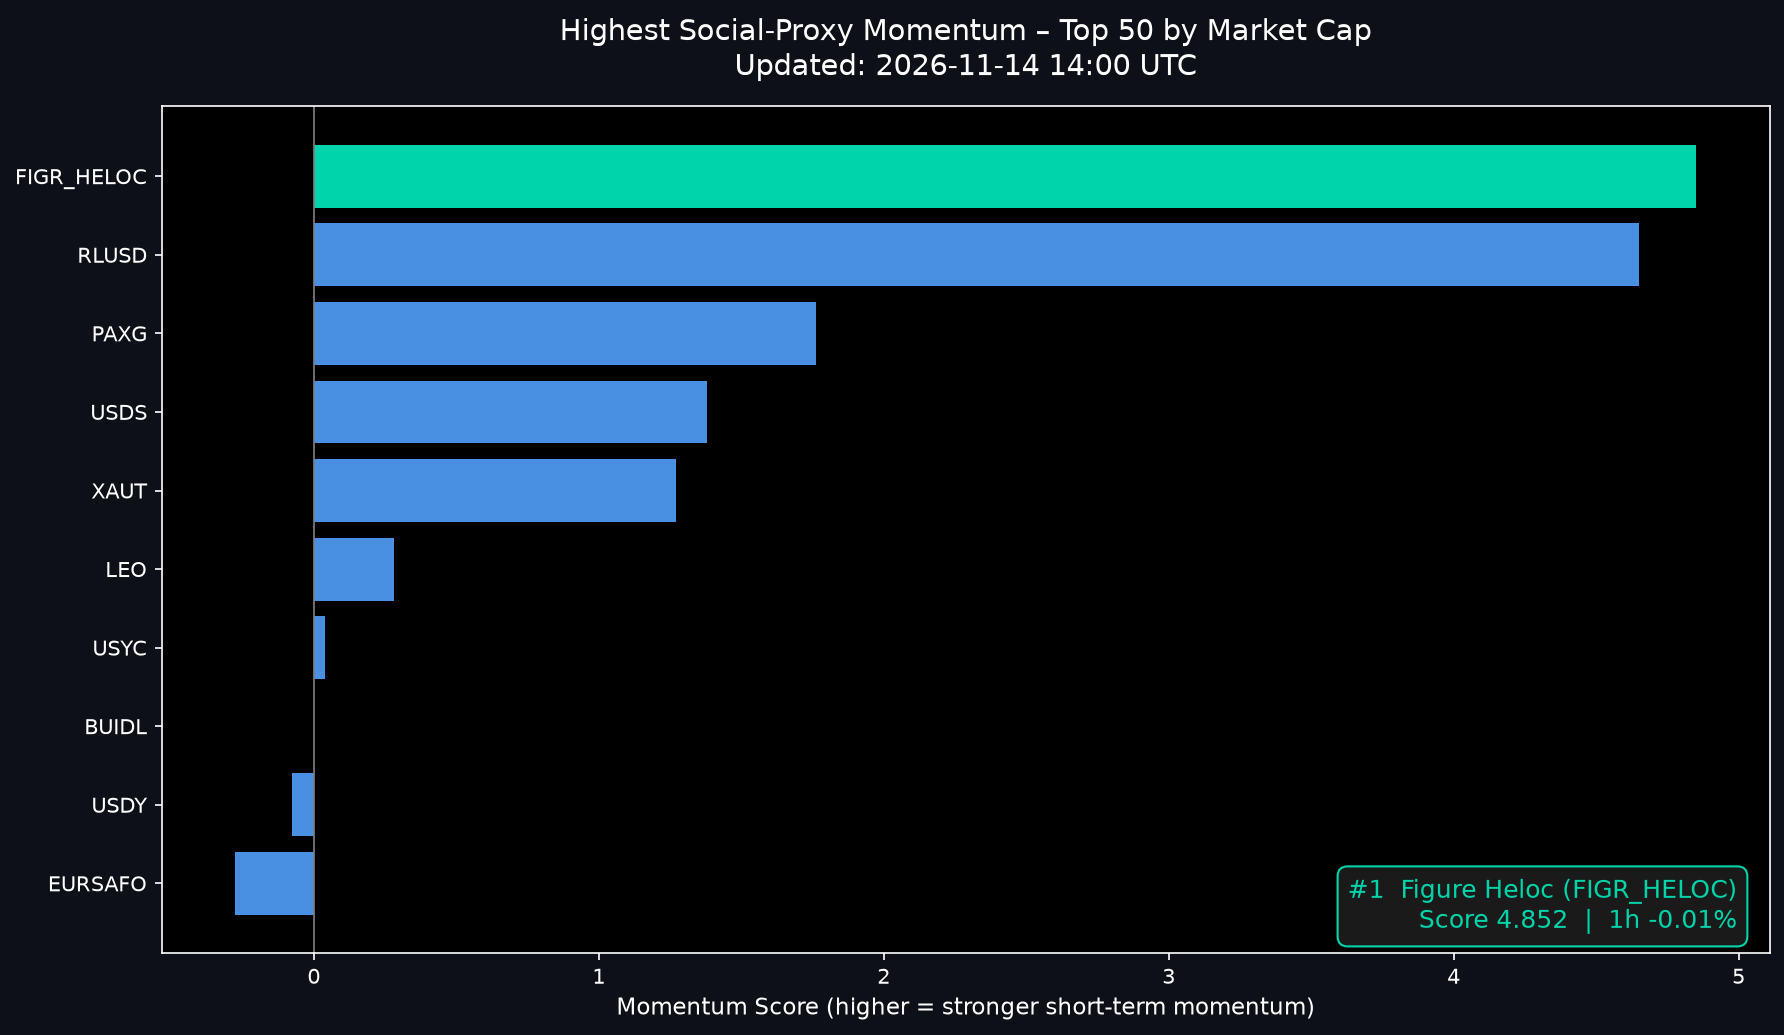 Highest Social-Proxy Momentum – Top 50 by Market Cap
Updated: 2026-11-14 14:00 UTC
FIGR_HELOC
RLUSD
PAXG
USDS
XAUT
LEO
USYC
BUIDL
USDY
EURSAFO
#1 Figure Heloc (FIGR_HELOC)
Score 4.852 | 1h -0.01%
0 1 2 3 4 5
Momentum Score (higher = stronger short-term momentum)